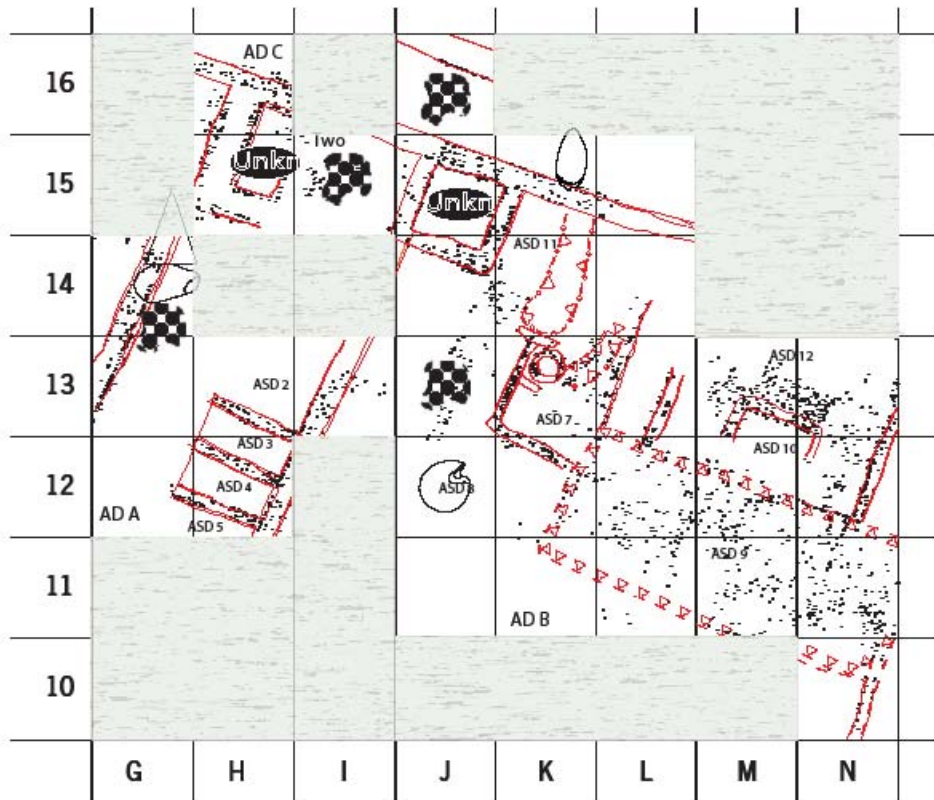 16
AD C
Two
15
Unkn
Unkn
ASD 11
14
13
ASD 2
ASD 12
ASD 7
ASD 3
ASD 10
12
ASD 4
ASD 8
AD A
ASD 5
ASD 9
11
AD B
10
G H I J K L M N